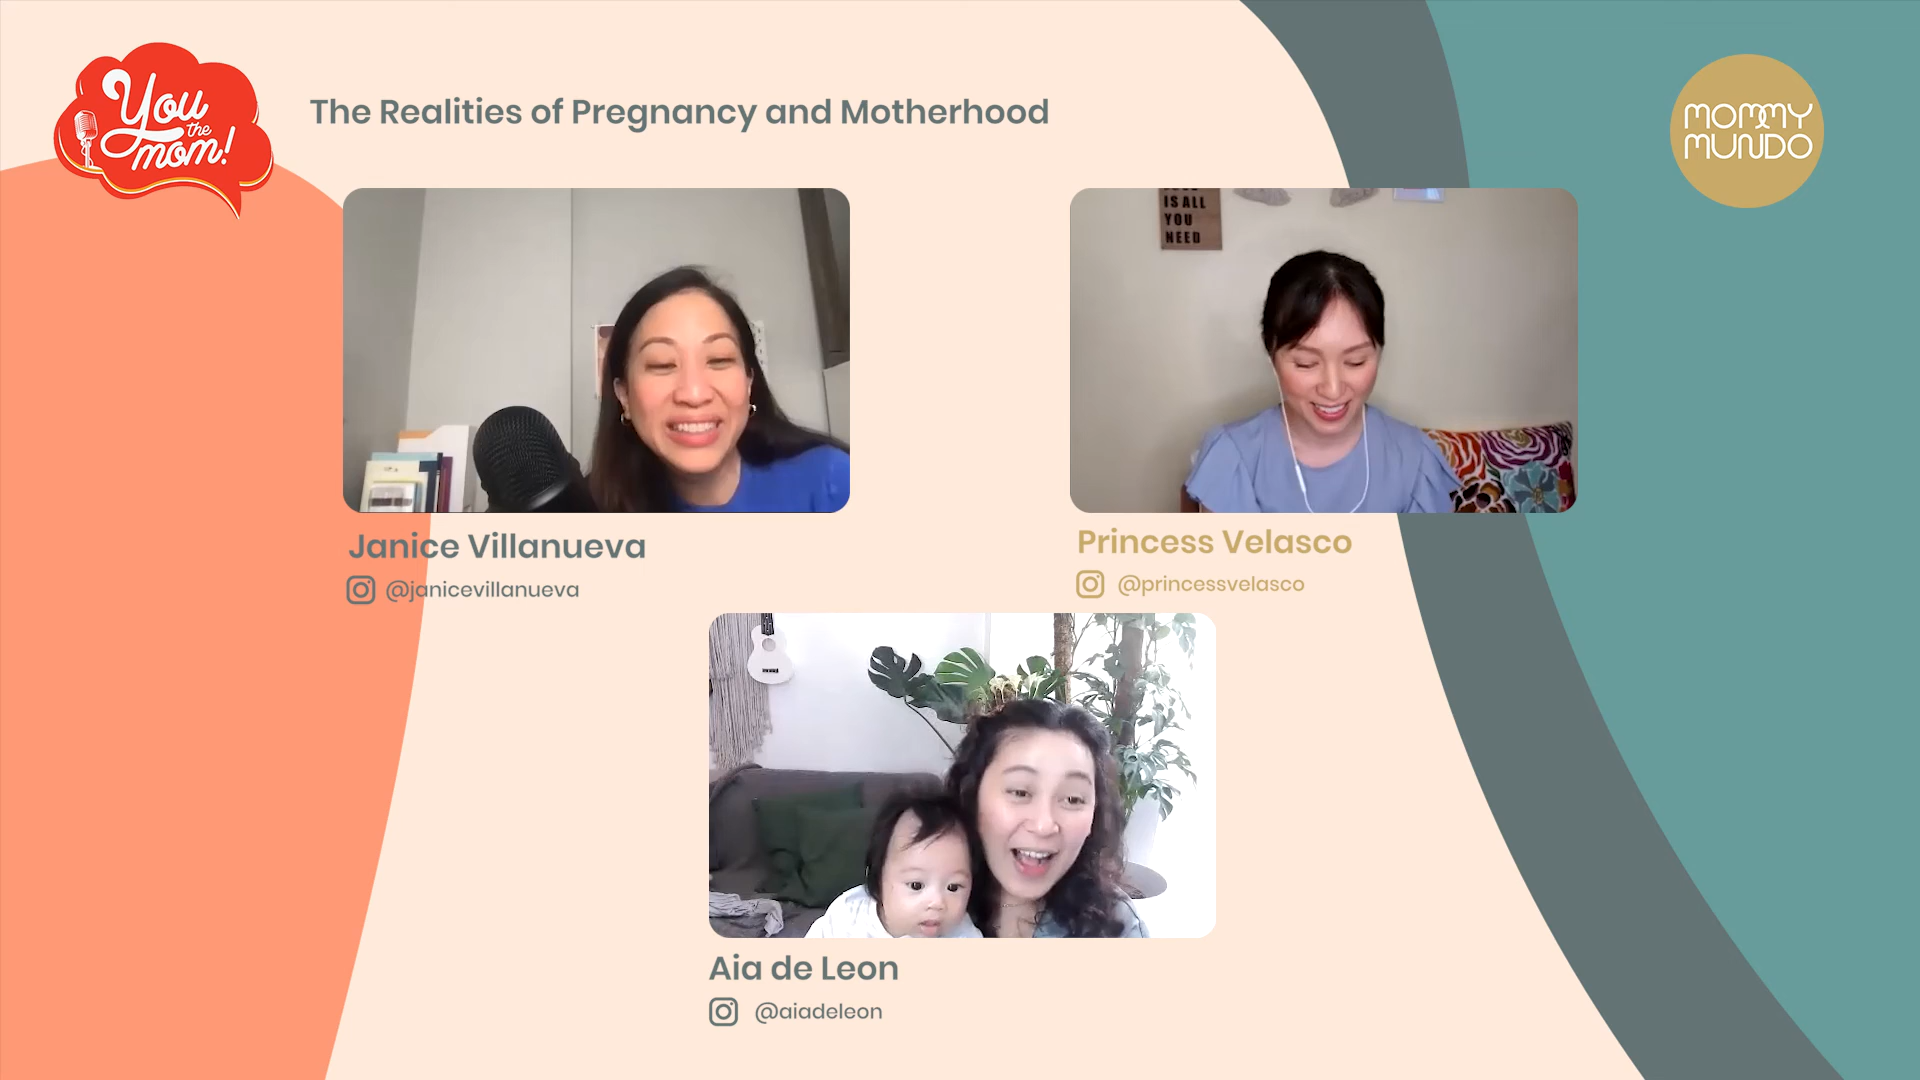 You
the
mom!
The Realities of Pregnancy and Motherhood
MOMMY
MUNDO
IS ALL
YOU
NEED
Janice Villanueva
@janicevillanueva
Princess Velasco
@princessvelasco
Aia de Leon
@aiadeleon